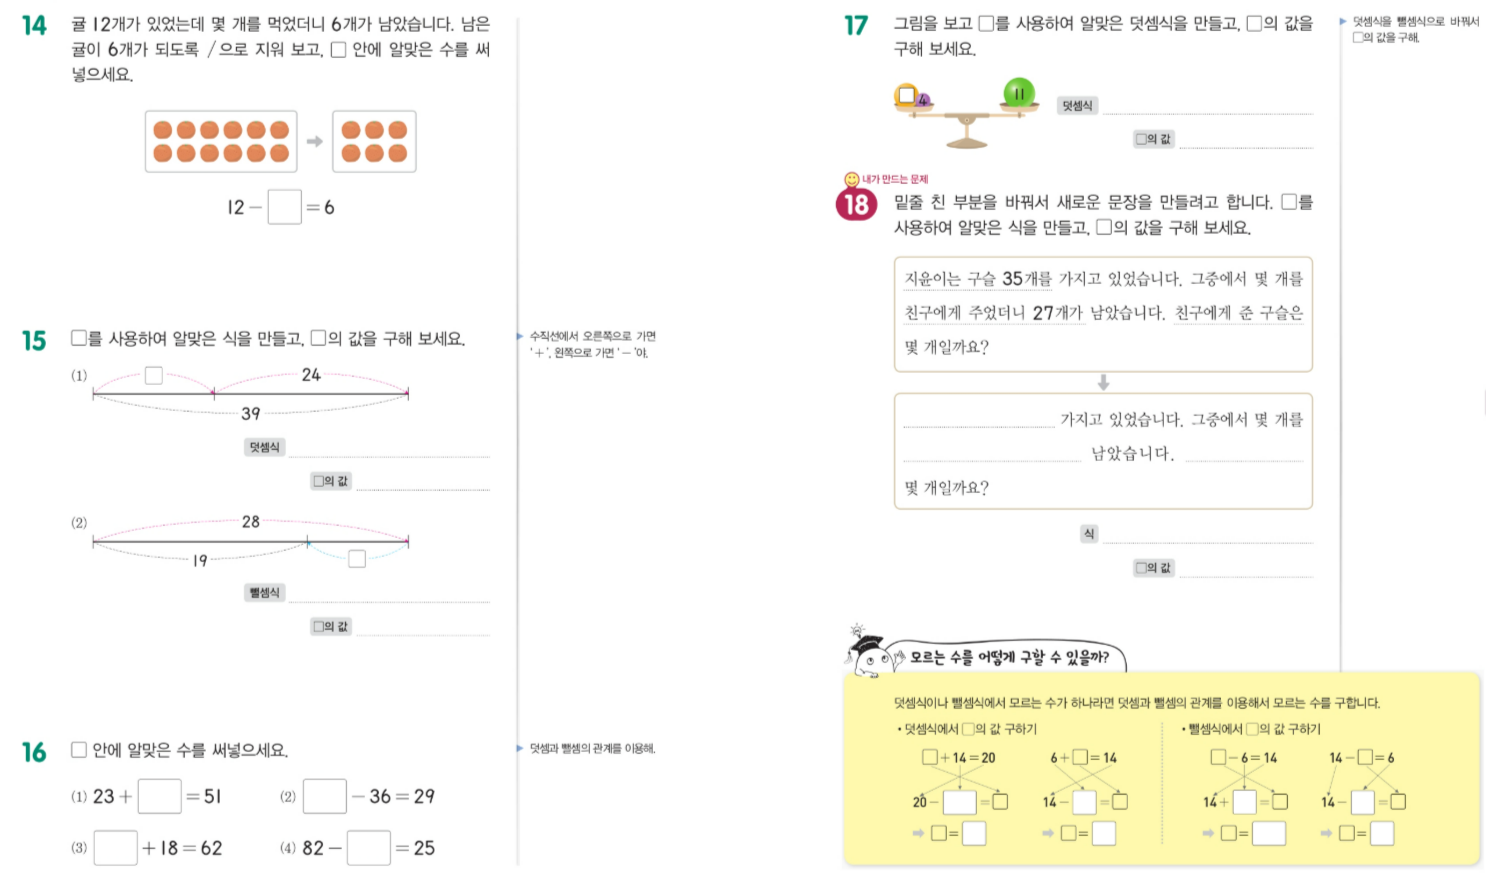 14 귤 12개가 있었는데 몇 개를 먹었더니 6개가 남았습니다. 남은
귤이 6개가 되도록 /으로 지워 보고, □ 안에 알맞은 수를 써
넣으세요.
12 - □ = 6
15 □를 사용하여 알맞은 식을 만들고, □의 값을 구해 보세요.
수직선에서 오른쪽으로 가면
‘+’, 왼쪽으로 가면 ‘-’야.
(1) □ 24
39
덧셈식
□의 값
(2) 28
19 □
뺄셈식
□의 값
16 □ 안에 알맞은 수를 써넣으세요.
덧셈과 뺄셈의 관계를 이용해.
(1) 23 + □ = 51 (2) □ - 36 = 29
(3) □ + 18 = 62 (4) 82 - □ = 25
17 그림을 보고 □를 사용하여 알맞은 덧셈식을 만들고, □의 값을
구해 보세요.
덧셈식을 뺄셈식으로 바꿔서
□의 값을 구해.
□ 4 11
덧셈식
□의 값
내가 만드는 문제
18 밑줄 친 부분을 바꿔서 새로운 문장을 만들려고 합니다. □를
사용하여 알맞은 식을 만들고, □의 값을 구해 보세요.
지윤이는 구슬 35개를 가지고 있었습니다. 그중에서 몇 개를
친구에게 주었더니 27개가 남았습니다. 친구에게 준 구슬은
몇 개일까요?
가지고 있었습니다. 그중에서 몇 개를
남았습니다.
몇 개일까요?
식
□의 값
모르는 수를 어떻게 구할 수 있을까?
덧셈식이나 뺄셈식에서 모르는 수가 하나라면 덧셈과 뺄셈의 관계를 이용해서 모르는 수를 구합니다.
• 덧셈식에서 □의 값 구하기
□ + 14 = 20 6 + □ = 14
20 - □ = □ 14 - □ = □
□ = □ □ = □
• 뺄셈식에서 □의 값 구하기
□ - 6 = 14 14 - □ = 6
14 + □ = □ 14 - □ = □
□ = □ □ = □